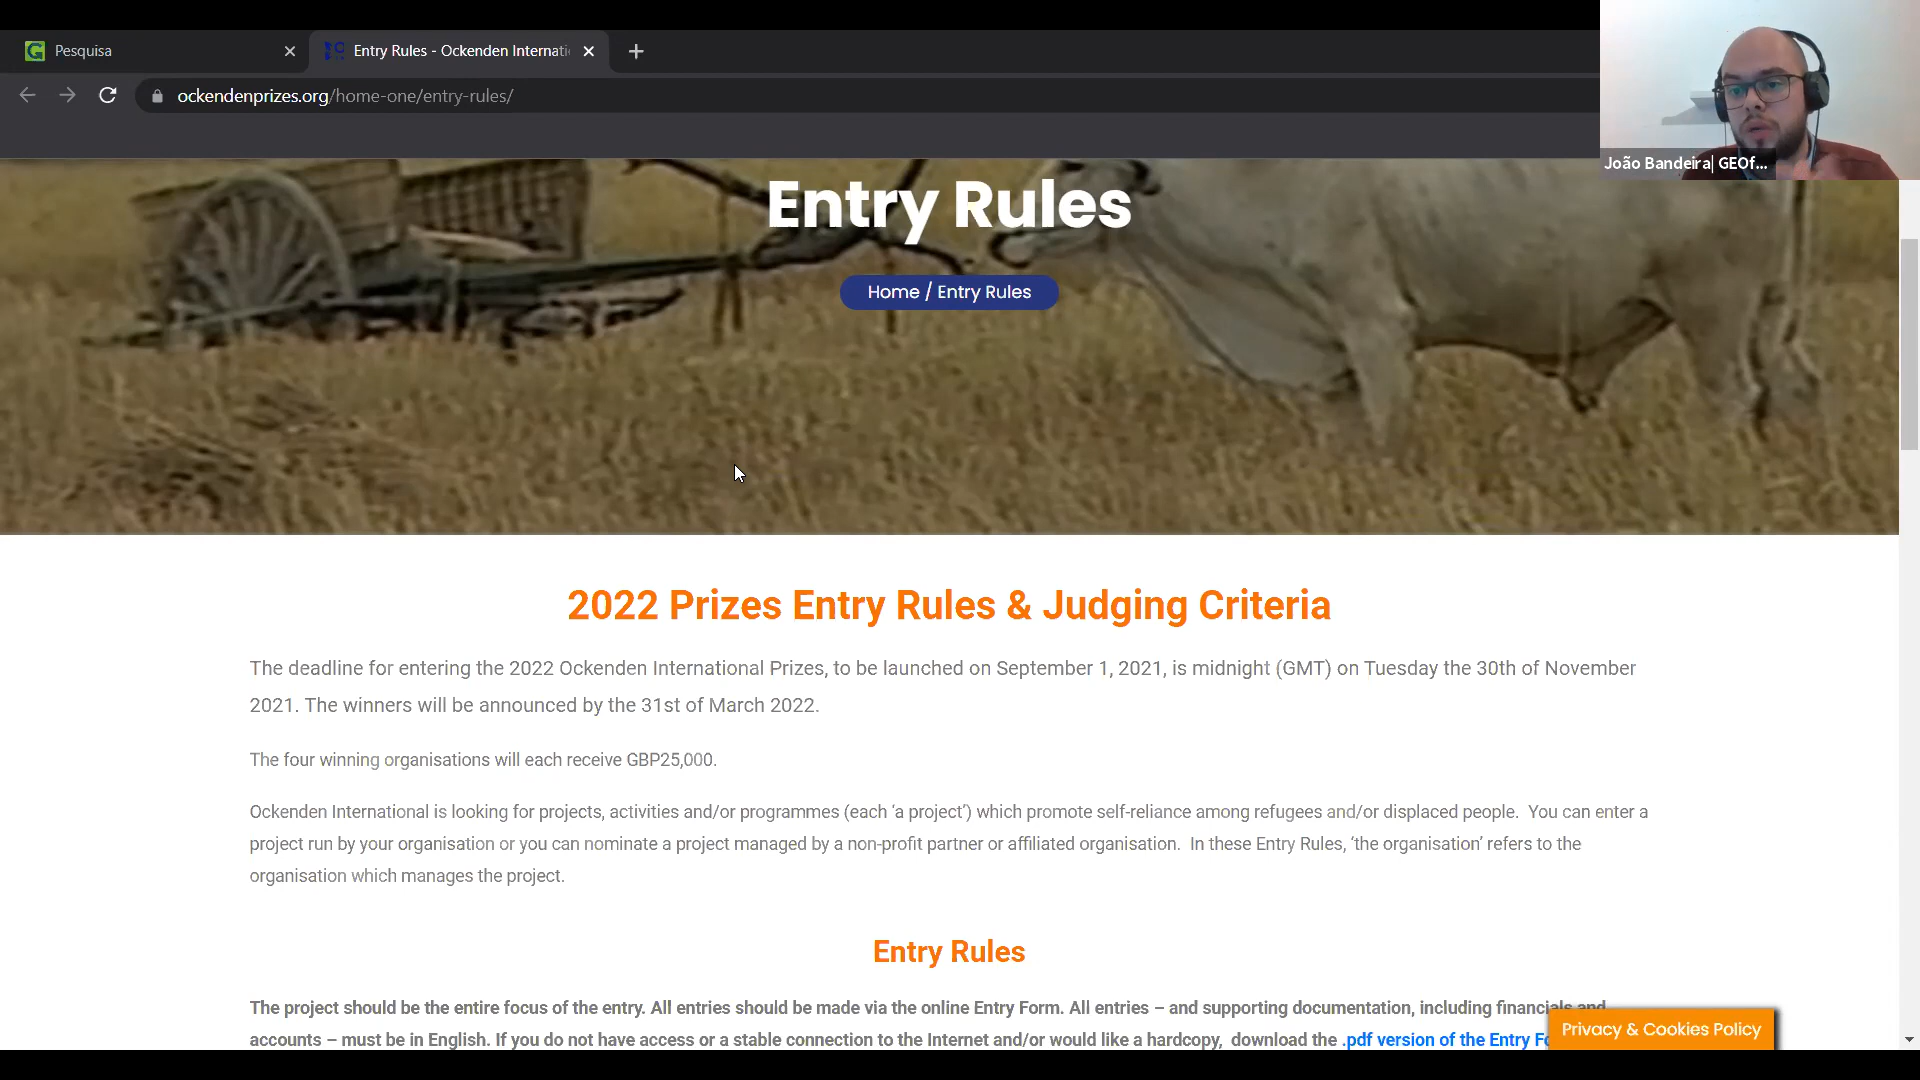 Pesquisa
Entry Rules - Ockenden Internati
ockendenprizes.org/home-one/entry-rules/
João Bandeira| GEOf...
Entry Rules
Home / Entry Rules
2022 Prizes Entry Rules & Judging Criteria
The deadline for entering the 2022 Ockenden International Prizes, to be launched on September 1, 2021, is midnight (GMT) on Tuesday the 30th of November
2021. The winners will be announced by the 31st of March 2022.
The four winning organisations will each receive GBP25,000.
Ockenden International is looking for projects, activities and/or programmes (each ‘a project’) which promote self-reliance among refugees and/or displaced people.  You can enter a
project run by your organisation or you can nominate a project managed by a non-profit partner or affiliated organisation.  In these Entry Rules, ‘the organisation’ refers to the
organisation which manages the project.
Entry Rules
The project should be the entire focus of the entry. All entries should be made via the online Entry Form. All entries – and supporting documentation, including financials and
accounts – must be in English. If you do not have access or a stable connection to the Internet and/or would like a hardcopy,  download the .pdf version of the Entry Fo
Privacy & Cookies Policy